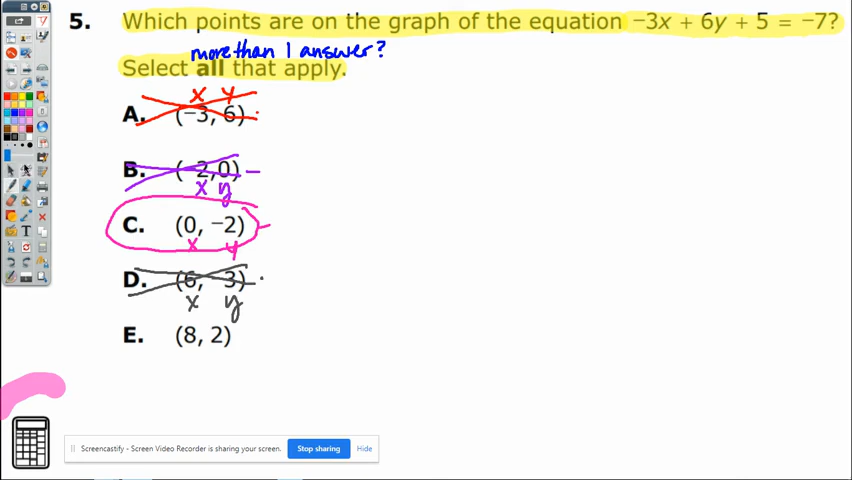 5. Which points are on the graph of the equation −3x + 6y + 5 = −7?
more than 1 answer?
Select all that apply.
x y
A. (−3, 6)
B. (−2,0)
x y
C. (0, −2)
x y
D. (6, 3)
x y
E. (8, 2)
Screencastify - Screen Video Recorder is sharing your screen. Stop sharing Hide